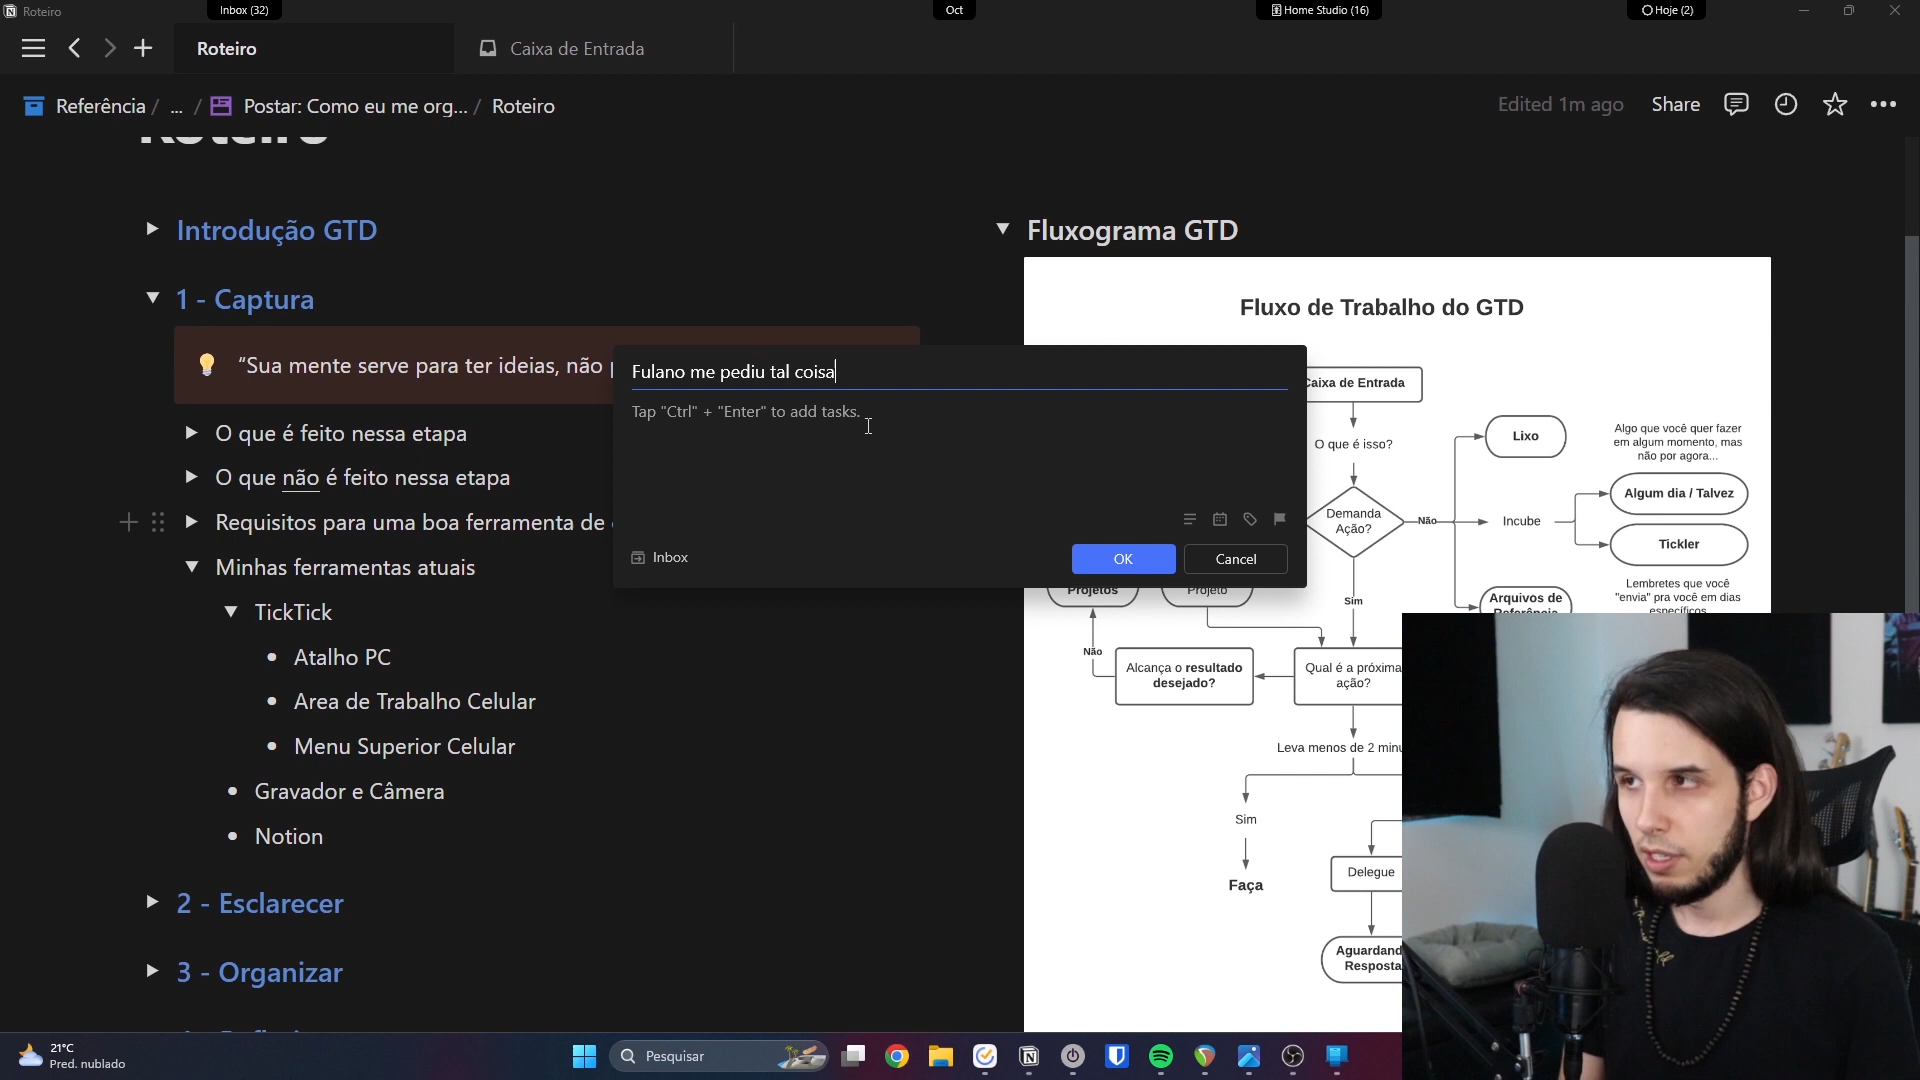 Roteiro
Inbox (32)
Oct
Home Studio (16)
Hoje (2)
Roteiro
Caixa de Entrada
Referência / ... / Postar: Como eu me org... / Roteiro
Edited 1m ago
Share
Roteiro
Introdução GTD
1 - Captura
💡 “Sua mente serve para ter ideias, não
O que é feito nessa etapa
O que não é feito nessa etapa
Requisitos para uma boa ferramenta de
Minhas ferramentas atuais
TickTick
Atalho PC
Area de Trabalho Celular
Menu Superior Celular
Gravador e Câmera
Notion
2 - Esclarecer
3 - Organizar
Fulano me pediu tal coisa
Tap "Ctrl" + "Enter" to add tasks.
Inbox
OK
Cancel
Fluxograma GTD
Fluxo de Trabalho do GTD
Caixa de Entrada
O que é isso?
Demanda
Ação?
Não
Lixo
Incube
Algo que você quer fazer
em algum momento, mas
não por agora...
Algum dia / Talvez
Tickler
Lembretes que você
"envia" pra você em dias
específicos
Arquivos de
Referência
Projetos
Projeto
Sim
Não
Alcança o resultado
desejado?
Qual é a próxima
ação?
Leva menos de 2 minu
Sim
Faça
Delegue
Aguardand
Resposta
21°C
Pred. nublado
Pesquisar